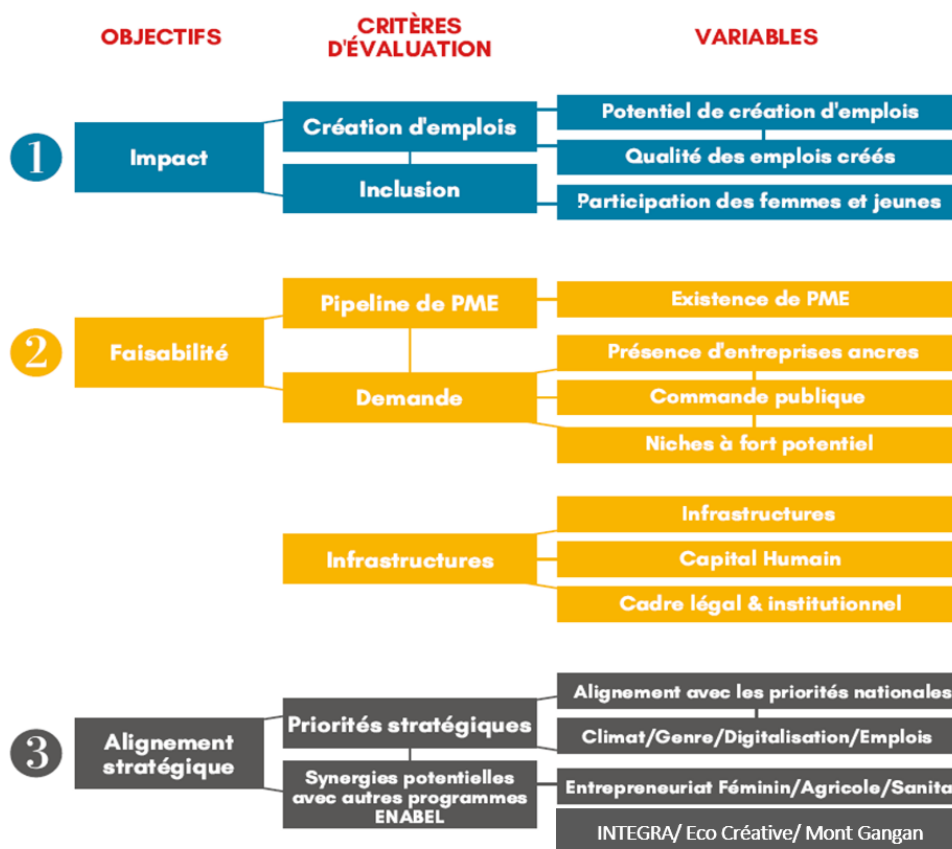 OBJECTIFS
CRITÈRES
D'ÉVALUATION
VARIABLES
1
Impact
Création d'emplois
Inclusion
Potentiel de création d'emplois
Qualité des emplois créés
Participation des femmes et jeunes
2
Faisabilité
Pipeline de PME
Demande
Existence de PME
Présence d'entreprises ancres
Commande publique
Niches à fort potentiel
Infrastructures
Infrastructures
Capital Humain
Cadre légal & institutionnel
3
Alignement
stratégique
Priorités stratégiques
Synergies potentielles
avec autres programmes
ENABEL
Alignement avec les priorités nationales
Climat/Genre/Digitalisation/Emplois
Entrepreneuriat Féminin/Agricole/Sanita
INTEGRA/ Eco Créative/ Mont Gangan